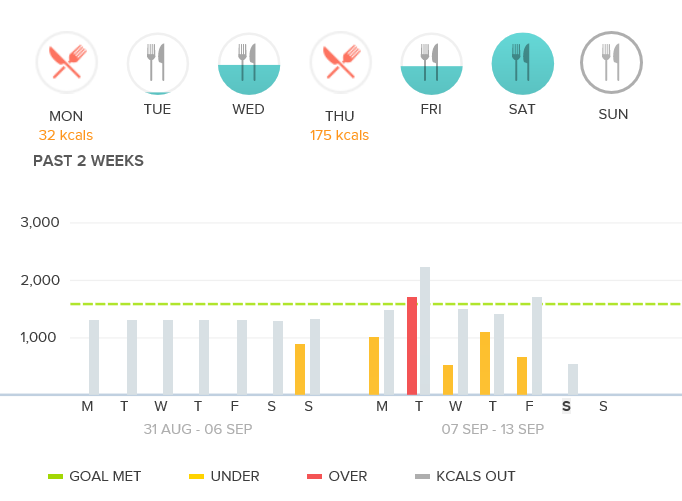 MON TUE WED THU FRI SAT SUN
32 kcals 175 kcals
PAST 2 WEEKS
3,000
2,000
1,000
M T W T F S S M T W T F S S
31 AUG - 06 SEP 07 SEP - 13 SEP
GOAL MET UNDER OVER KCALS OUT